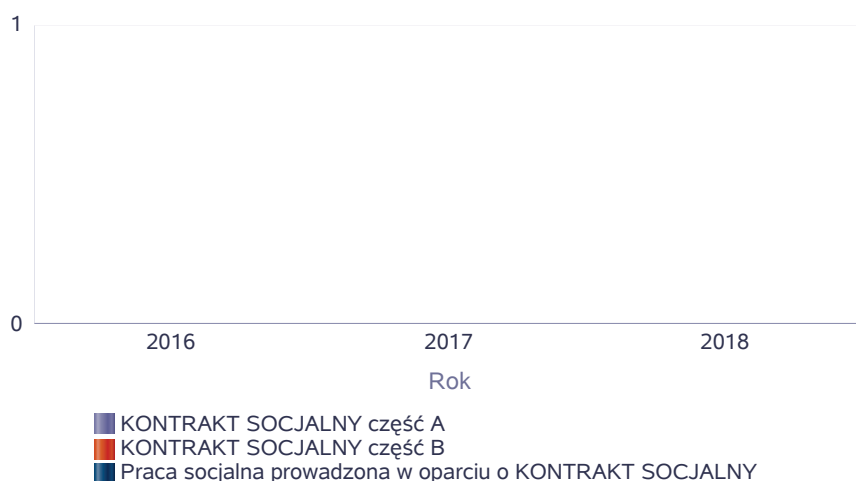 1
0
2016 2017 2018
Rok
KONTRAKT SOCJALNY część A
KONTRAKT SOCJALNY część B
Praca socjalna prowadzona w oparciu o KONTRAKT SOCJALNY